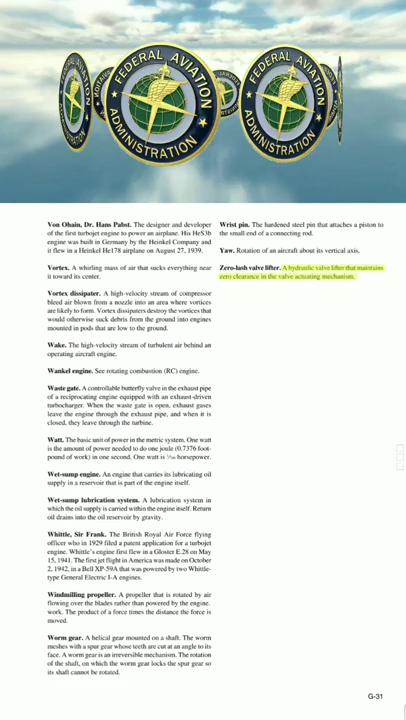 FEDERAL AVIATION
ADMINISTRATION
FEDERAL AVIATION
ADMINISTRATION
Von Ohain, Dr. Hans Pabst. The designer and developer
of the first turbojet engine to power an airplane. His HeS3b
engine was built in Germany by the Heinkel Company and
it flew in a Heinkel He178 airplane on August 27, 1939.
Vortex. A whirling mass of air that sucks everything near
it toward its center.
Vortex dissipater. A high-velocity stream of compressor
bleed air blown from a nozzle into an area where vortices
are likely to form. Vortex dissipaters destroy the vortices that
would otherwise suck debris from the ground into engines
mounted in pods that are low to the ground.
Wake. The high-velocity stream of turbulent air behind an
operating aircraft engine.
Wankel engine. See rotating combustion (RC) engine.
Waste gate. A controllable butterfly valve in the exhaust pipe
of a reciprocating engine equipped with an exhaust-driven
turbocharger. When the waste gate is open, exhaust gases
leave the engine through the exhaust pipe, and when it is
closed, they leave through the turbine.
Watt. The basic unit of power in the metric system. One watt
is the amount of power needed to do one joule (0.7376 foot-
pound of work) in one second. One watt is horsepower.
Wet-sump engine. An engine that carries its lubricating oil
supply in a reservoir that is part of the engine itself.
Wet-sump lubrication system. A lubrication system in
which the oil supply is carried within the engine itself. Return
oil drains into the oil reservoir by gravity.
Whittle, Sir Frank. The British Royal Air Force flying
officer who in 1929 filed a patent application for a turbojet
engine. Whittle's engine first flew in a Gloster E.28 on May
15, 1941. The first jet flight in America was made on October
2, 1942, in a Bell XP-59A that was powered by two Whittle-
type General Electric I-A engines.
Windmilling propeller. A propeller that is rotated by air
flowing over the blades rather than powered by the engine.
work. The product of a force times the distance the force is
moved.
Worm gear. A helical gear mounted on a shaft. The worm
meshes with a spur gear whose teeth are cut at an angle to its
face. A worm gear is an irreversible mechanism. The rotation
of the shaft, on which the worm gear locks the spur gear so
its shaft cannot be rotated.
Wrist pin. The hardened steel pin that attaches a piston to
the small end of a connecting rod.
Yaw. Rotation of an aircraft about its vertical axis.
Zero-lash valve lifter. A hydraulic valve lifter that maintains
zero clearance in the valve actuating mechanism.
G-31